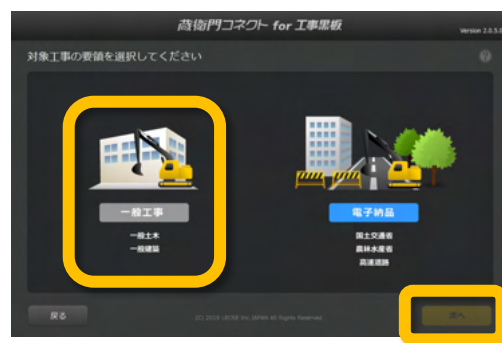 蔵衛門コネクト for 工事黒板
Version 2.0.5.0
対象工事の要領を選択してください
一般工事
一般土木
一般建築
電子納品
国土交通省
農林水産省
高速道路
戻る
次へ